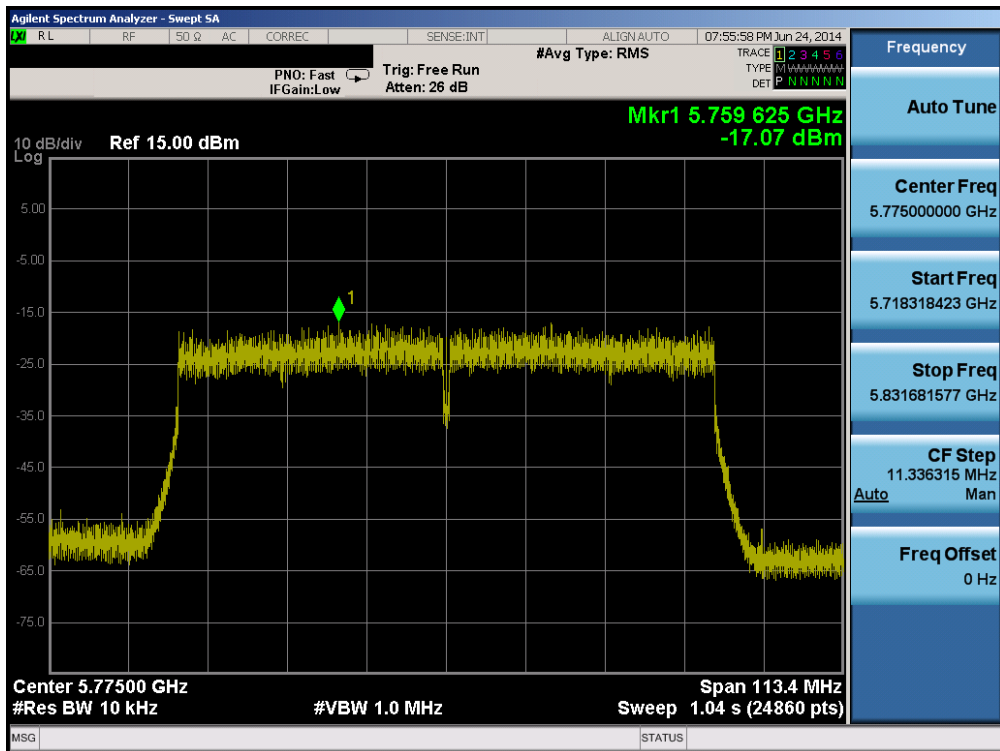 Agilent Spectrum Analyzer - Swept SA
LXI RL RF 50 Ω AC CORREC SENSE:INT ALIGN AUTO 07:55:58 PM Jun 24, 2014
Frequency
#Avg Type: RMS
TRACE 1 2 3 4 5 6
PNO: Fast Trig: Free Run
TYPE M W W W W W
IFGain:Low Atten: 26 dB
DET P N N N N N
Auto Tune
Mkr1 5.759 625 GHz
-17.07 dBm
10 dB/div Ref 15.00 dBm
Log
Center Freq
5.775000000 GHz
5.00
-5.00
-15.0
-25.0
-35.0
-45.0
-55.0
-65.0
-75.0
1
Start Freq
5.718318423 GHz
Stop Freq
5.831681577 GHz
CF Step
11.336315 MHz
Auto Man
Freq Offset
0 Hz
Center 5.77500 GHz Span 113.4 MHz
#Res BW 10 kHz #VBW 1.0 MHz Sweep 1.04 s (24860 pts)
MSG STATUS